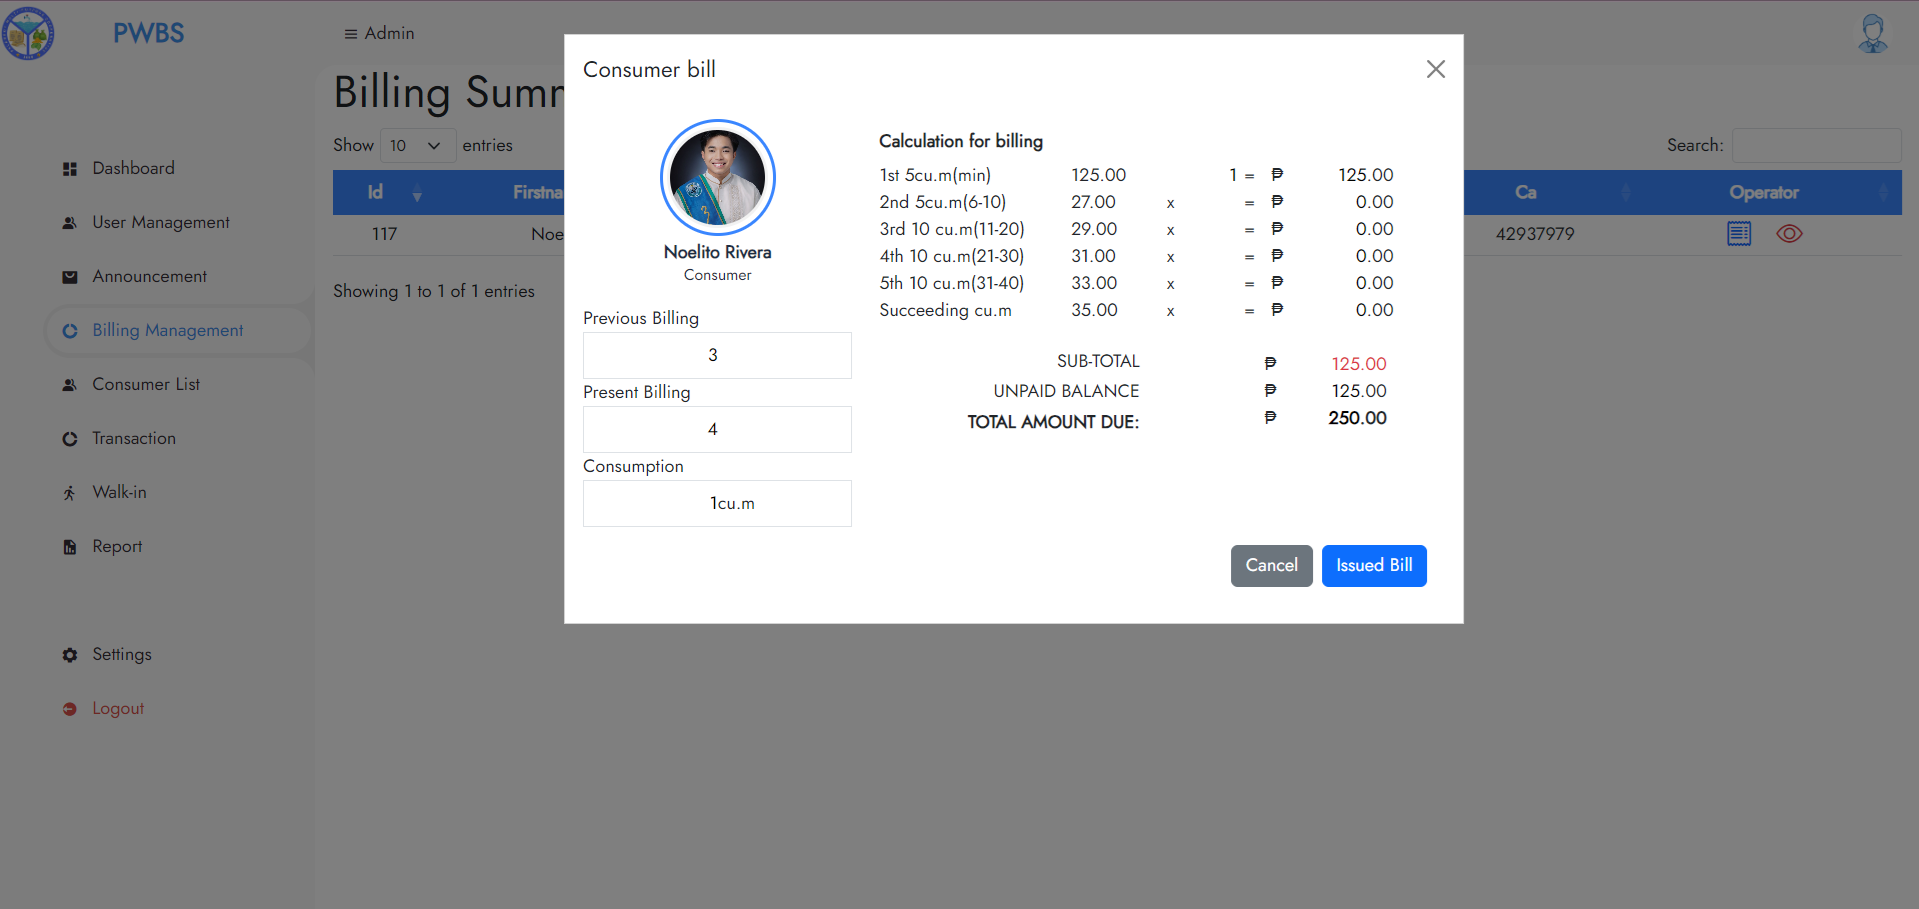 PWBS
Admin
Dashboard
User Management
Announcement
Billing Management
Consumer List
Transaction
Walk-in
Report
Settings
Logout
Billing Summ
Show 10 entries
Search:
Id Firstna Ca Operator
117 Noe 42937979
Showing 1 to 1 of 1 entries
Consumer bill
Noelito Rivera
Consumer
Previous Billing
3
Present Billing
4
Consumption
1cu.m
Calculation for billing
1st 5cu.m(min) 125.00 1 = ₱ 125.00
2nd 5cu.m(6-10) 27.00 x = ₱ 0.00
3rd 10 cu.m(11-20) 29.00 x = ₱ 0.00
4th 10 cu.m(21-30) 31.00 x = ₱ 0.00
5th 10 cu.m(31-40) 33.00 x = ₱ 0.00
Succeeding cu.m 35.00 x = ₱ 0.00
SUB-TOTAL ₱ 125.00
UNPAID BALANCE ₱ 125.00
TOTAL AMOUNT DUE: ₱ 250.00
Cancel Issued Bill